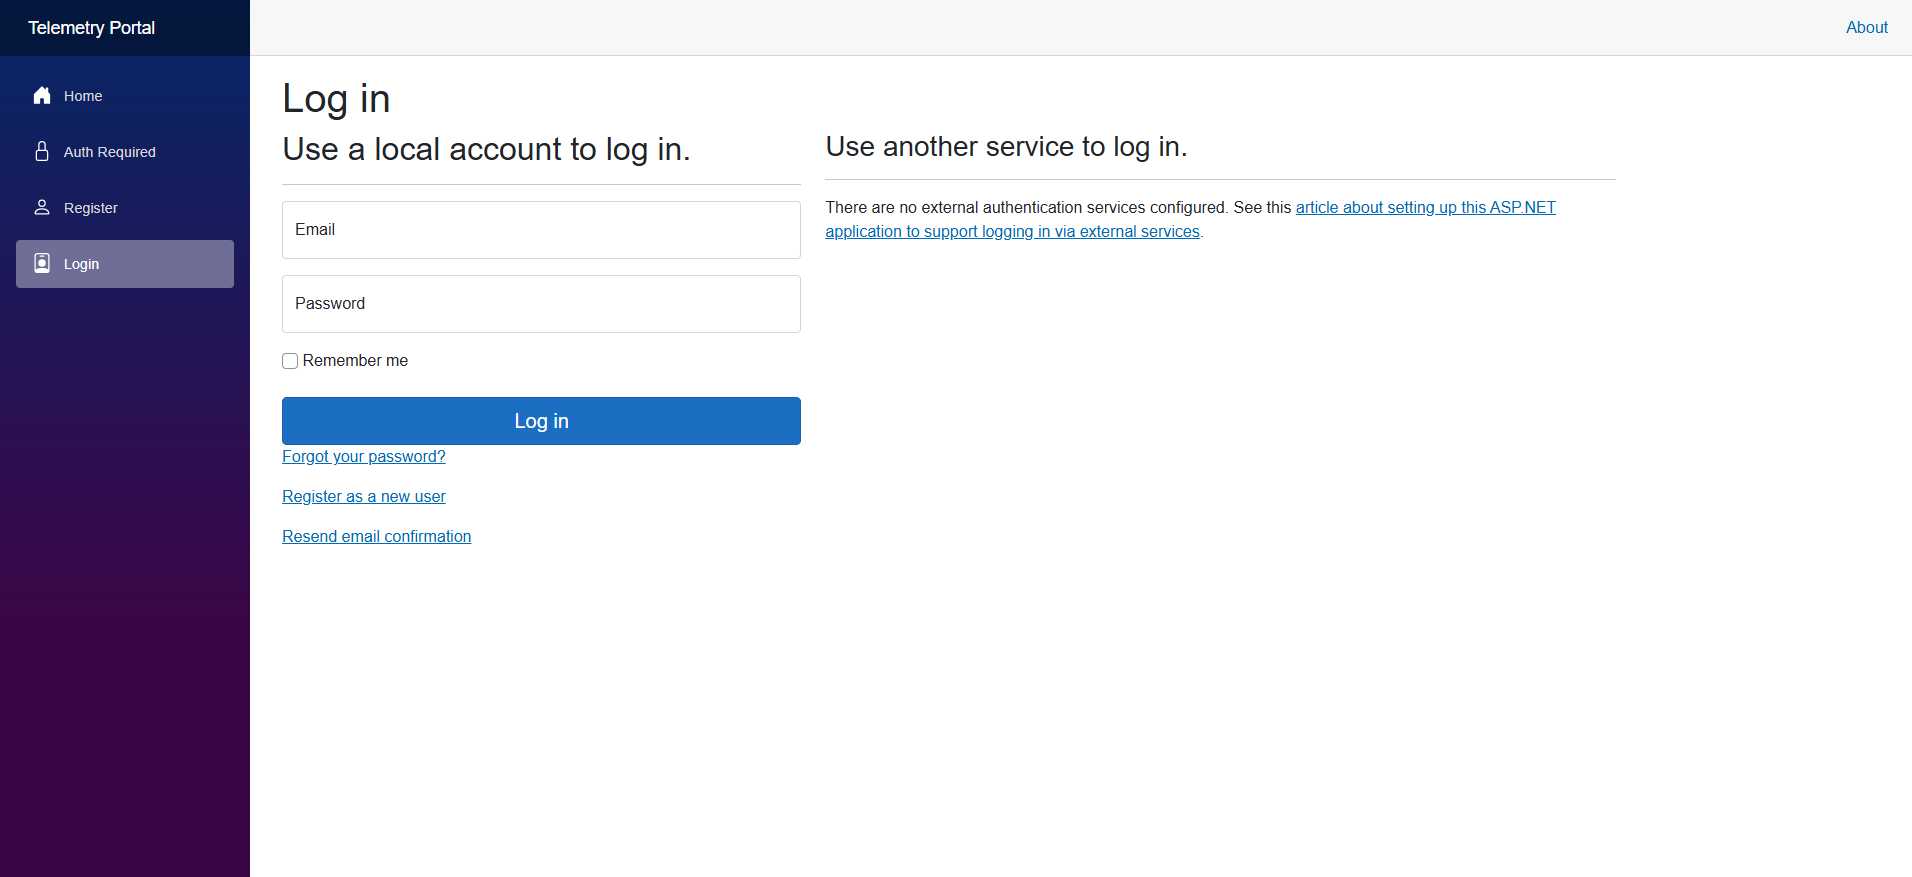 Telemetry Portal
About
Home
Auth Required
Register
Login
Log in
Use a local account to log in.
Email
Password
Remember me
Log in
Forgot your password?
Register as a new user
Resend email confirmation
Use another service to log in.
There are no external authentication services configured. See this article about setting up this ASP.NET
application to support logging in via external services.